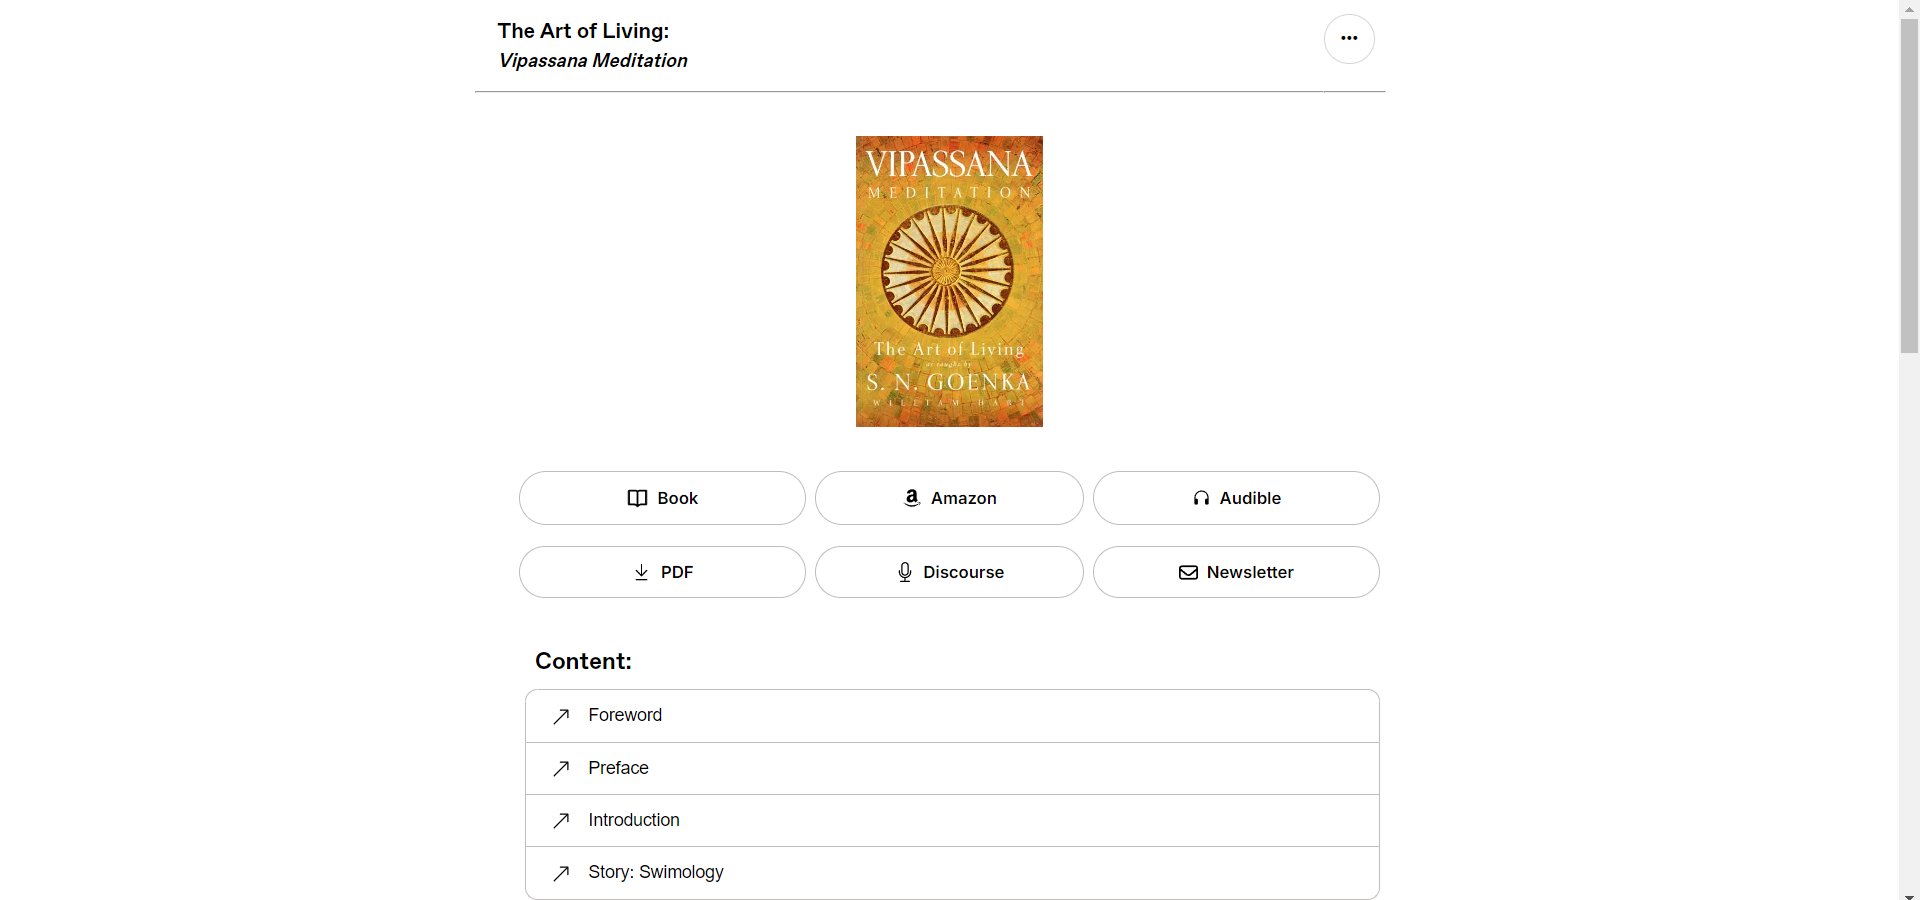 The Art of Living:
Vipassana Meditation
•••
VIPASSANA
MEDITATION
The Art of Living
as taught by
S. N. GOENKA
WILLIAM HART
Book
Amazon
Audible
PDF
Discourse
Newsletter
Content:
Foreword
Preface
Introduction
Story: Swimology